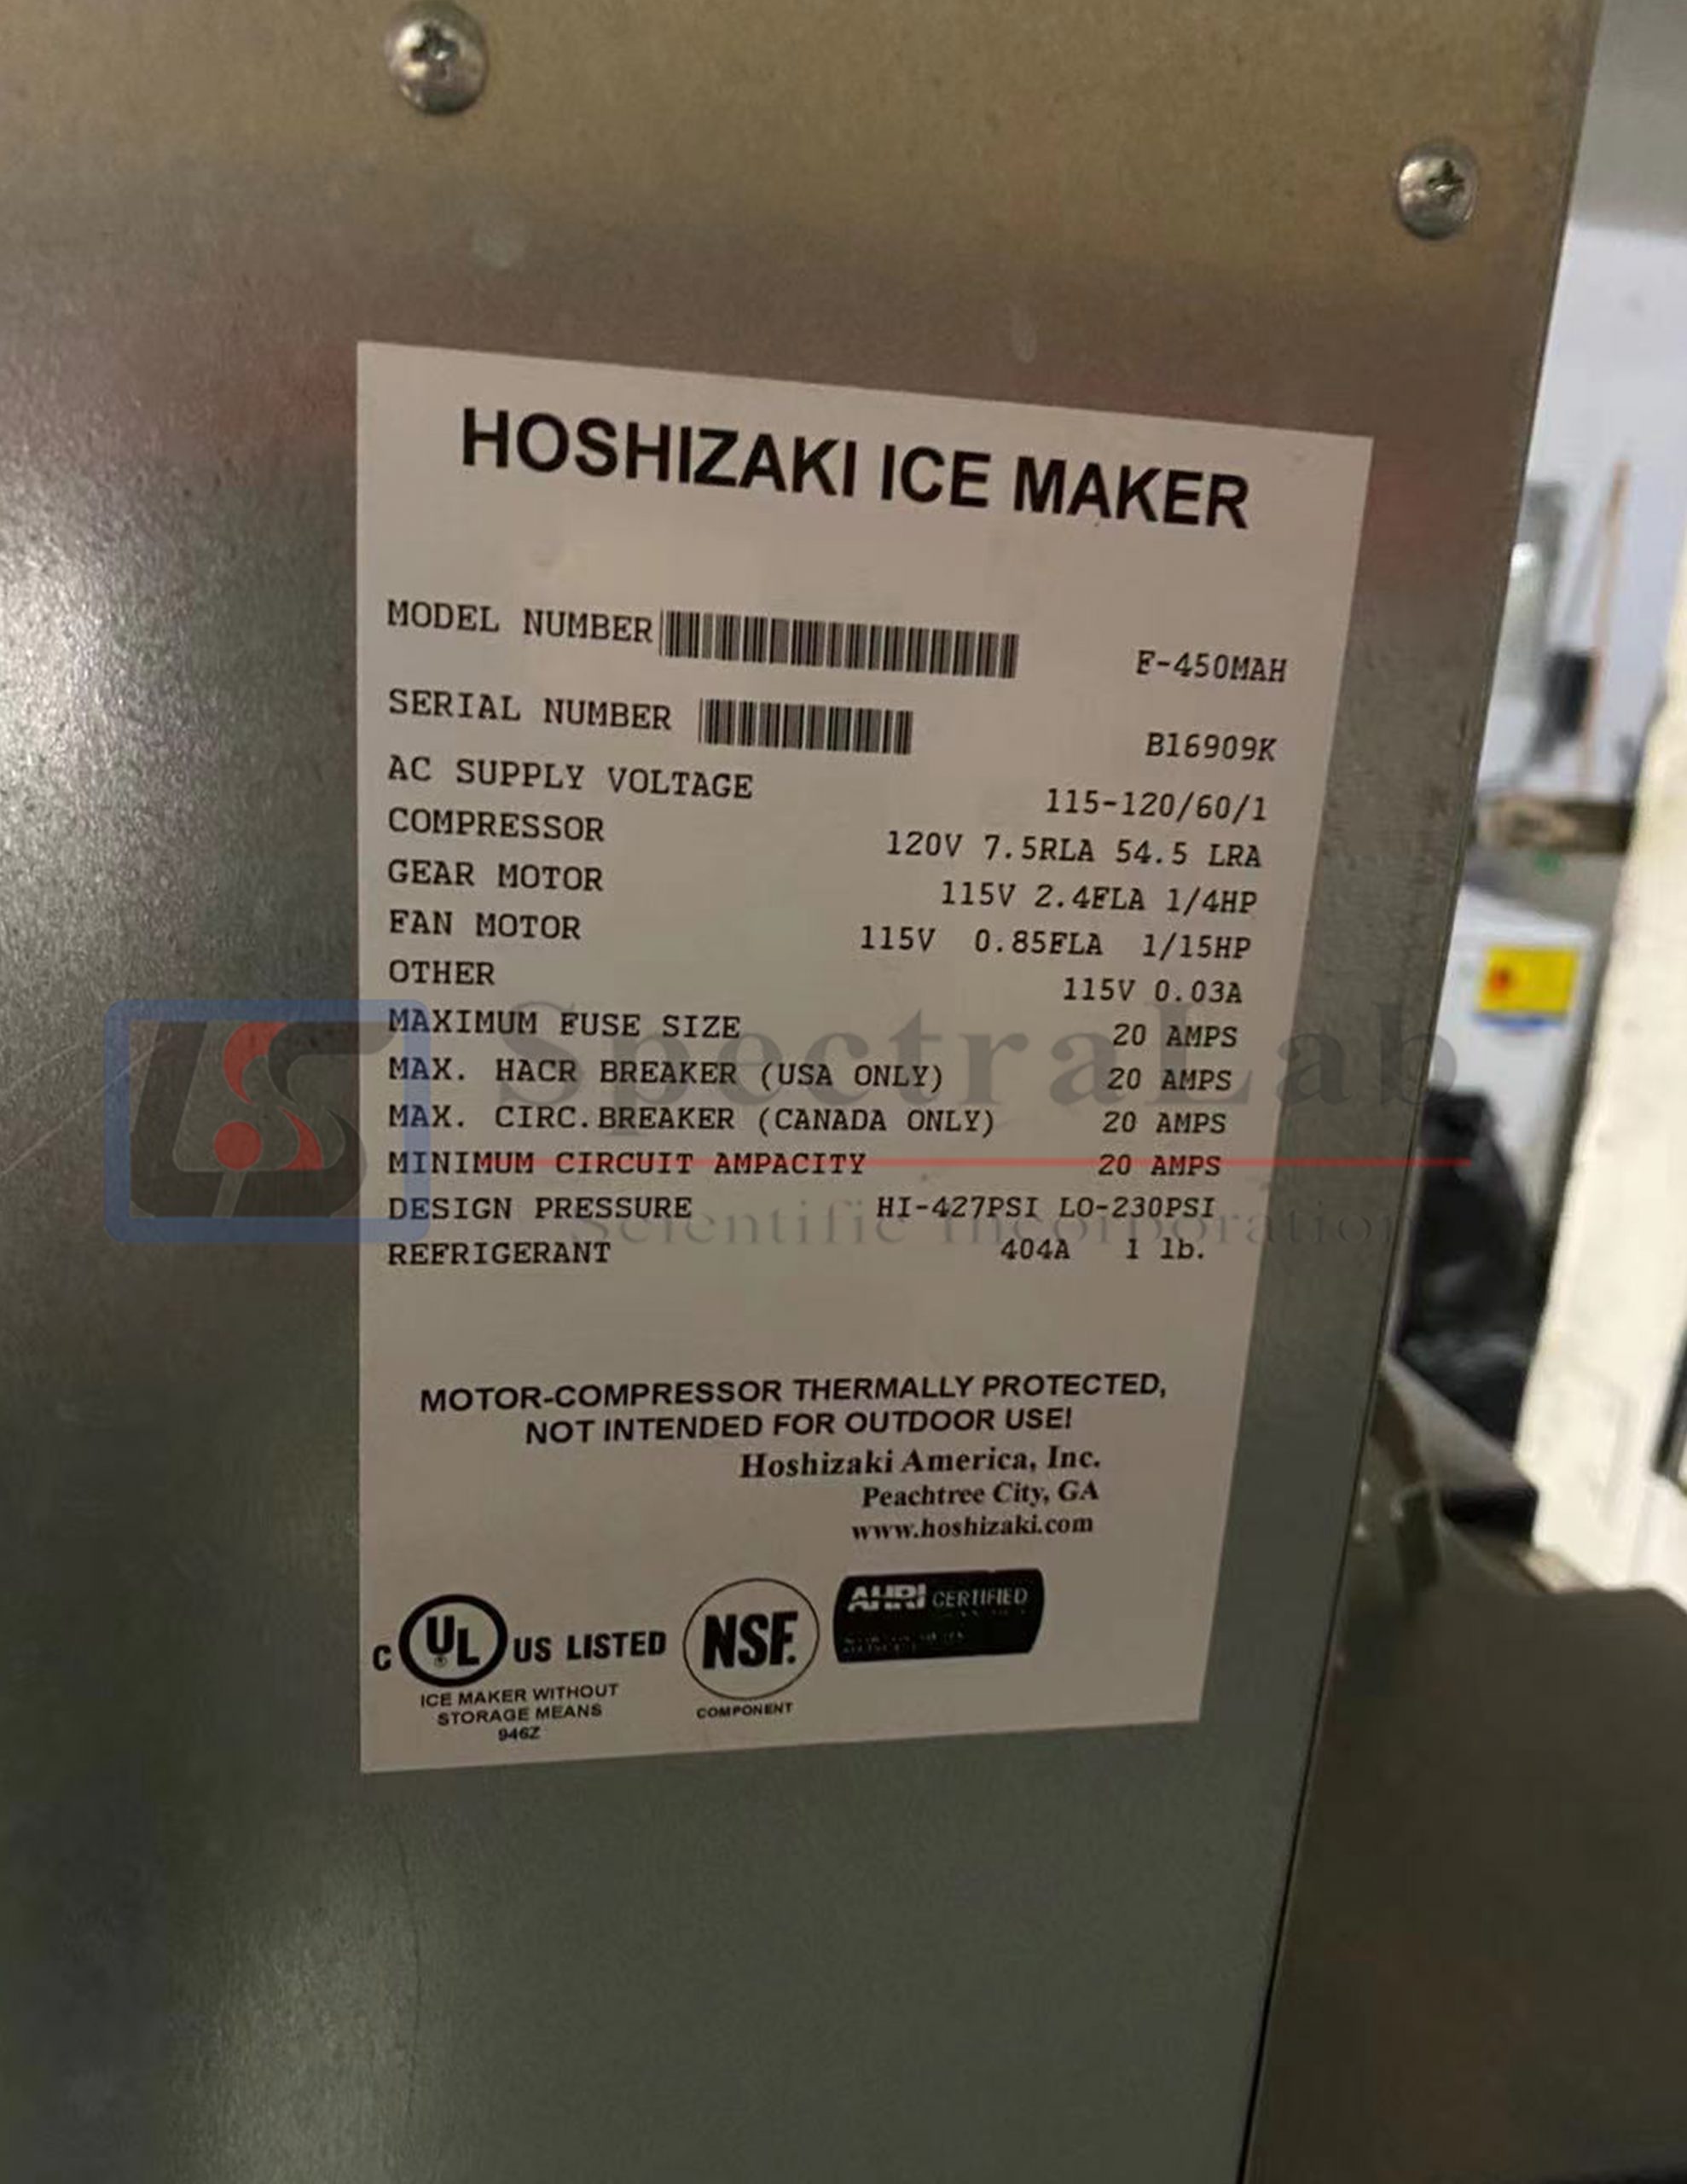 HOSHIZAKI ICE MAKER
MODEL NUMBER F-450MAH
SERIAL NUMBER B16909K
AC SUPPLY VOLTAGE 115-120/60/1
COMPRESSOR 120V 7.5RLA 54.5 LRA
GEAR MOTOR 115V 2.4FLA 1/4HP
FAN MOTOR 115V 0.85FLA 1/15HP
OTHER 115V 0.03A
MAXIMUM FUSE SIZE 20 AMPS
MAX. HACR BREAKER (USA ONLY) 20 AMPS
MAX. CIRC.BREAKER (CANADA ONLY) 20 AMPS
MINIMUM CIRCUIT AMPACITY 20 AMPS
DESIGN PRESSURE HI-427PSI LO-230PSI
REFRIGERANT 404A 1 lb.
MOTOR-COMPRESSOR THERMALLY PROTECTED,
NOT INTENDED FOR OUTDOOR USE!
Hoshizaki America, Inc.
Peachtree City, GA
www.hoshizaki.com
C UL US LISTED
ICE MAKER WITHOUT
STORAGE MEANS
946Z
NSF.
COMPONENT
AHRI CERTIFIED
LS
SpectraLab
Scientific Incorporation